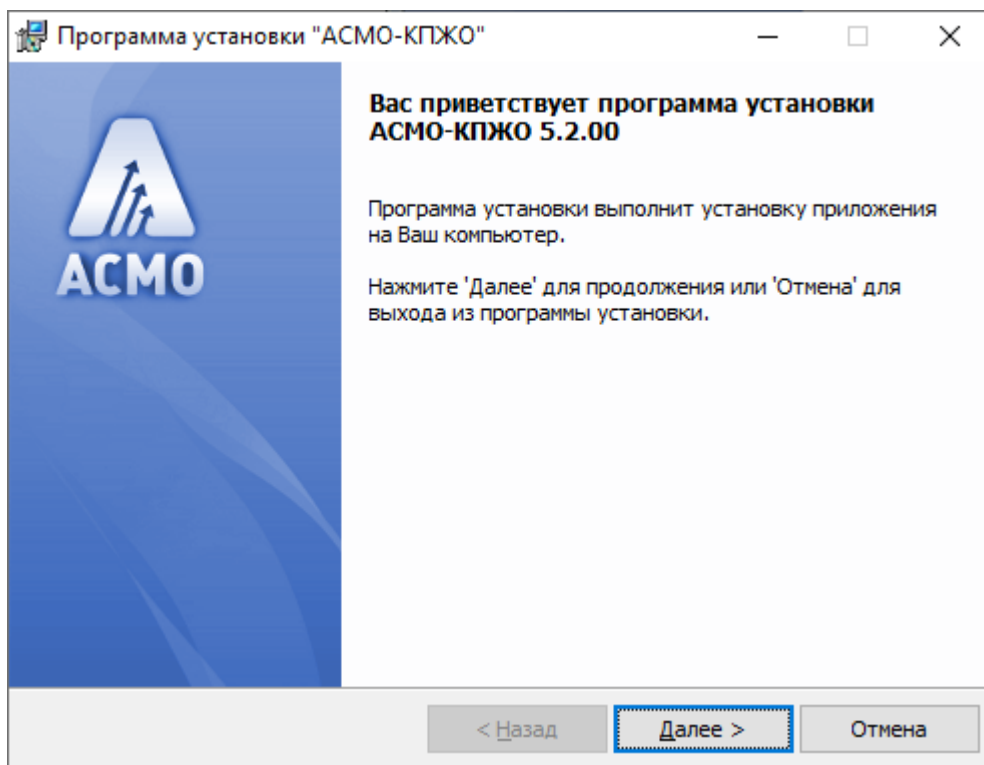 Программа установки "АСМО-КПЖО"
Вас приветствует программа установки
АСМО-КПЖО 5.2.00
АСМО
Программа установки выполнит установку приложения
на Ваш компьютер.
Нажмите 'Далее' для продолжения или 'Отмена' для
выхода из программы установки.
< Назад
Далее >
Отмена